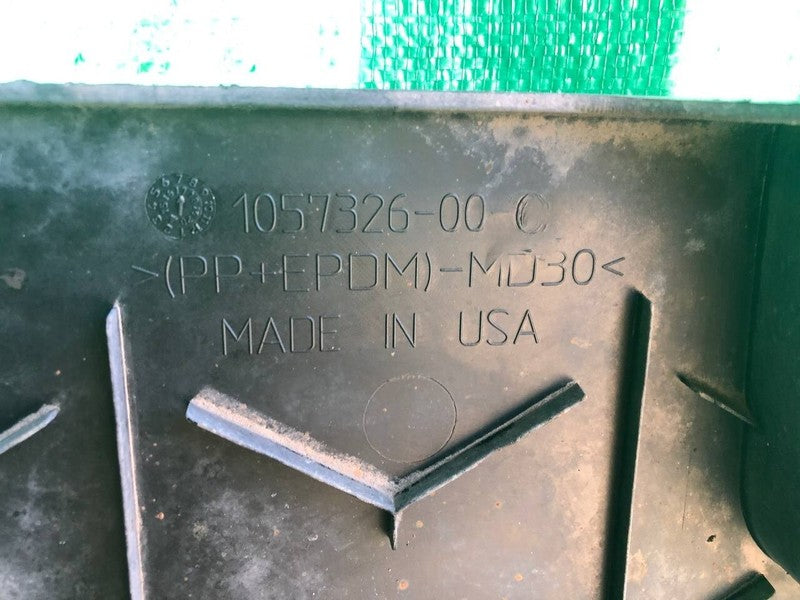 1057326-00 C
>(PP+EPDM)-MD30<
MADE IN USA